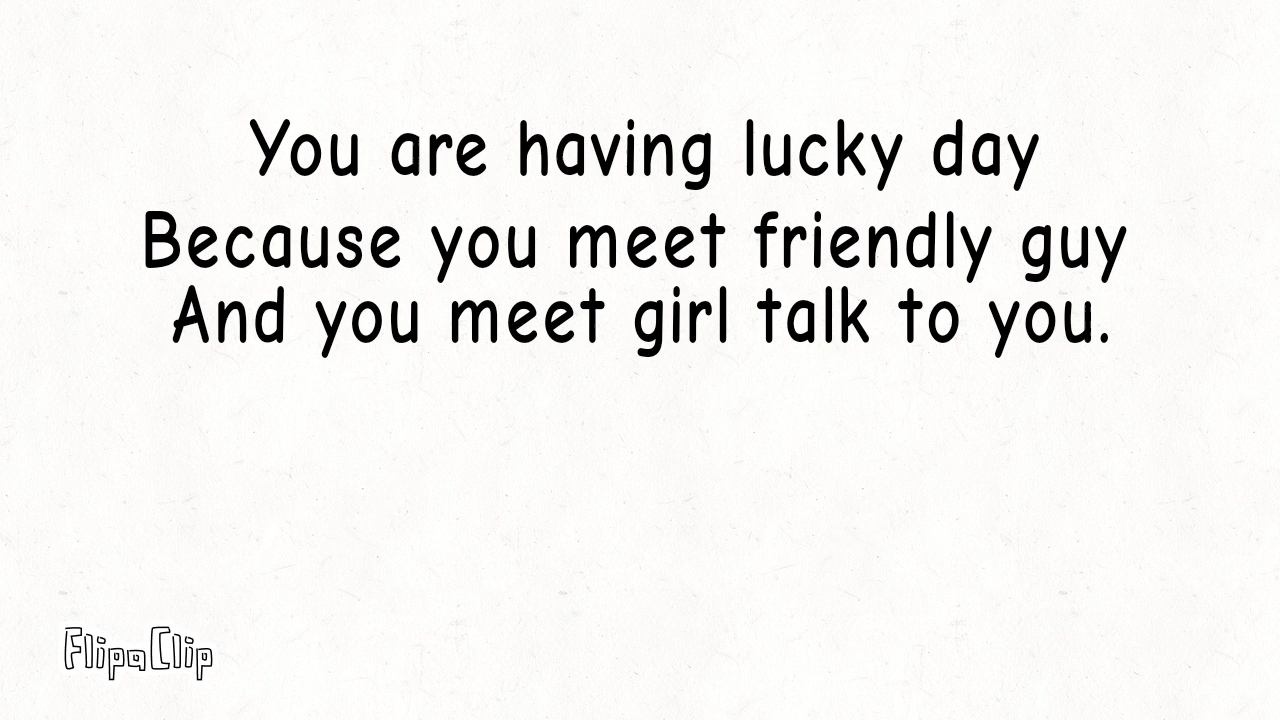 You are having lucky day
Because you meet friendly guy
And you meet girl talk to you.
FlipaClip